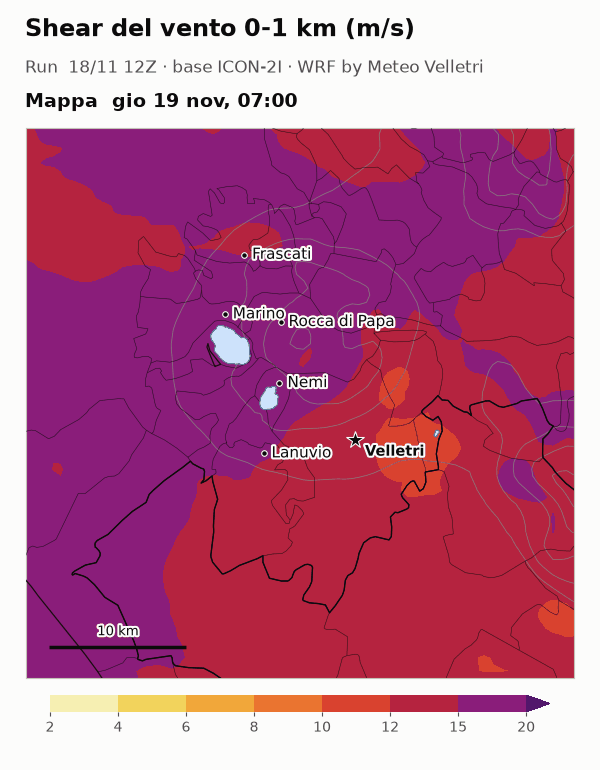 Shear del vento 0-1 km (m/s)
Run  18/11 12Z · base ICON-2I · WRF by Meteo Velletri
Mappa  gio 19 nov, 07:00
Frascati
Marino
Rocca di Papa
Nemi
Velletri
Lanuvio
10 km
2 4 6 8 10 12 15 20